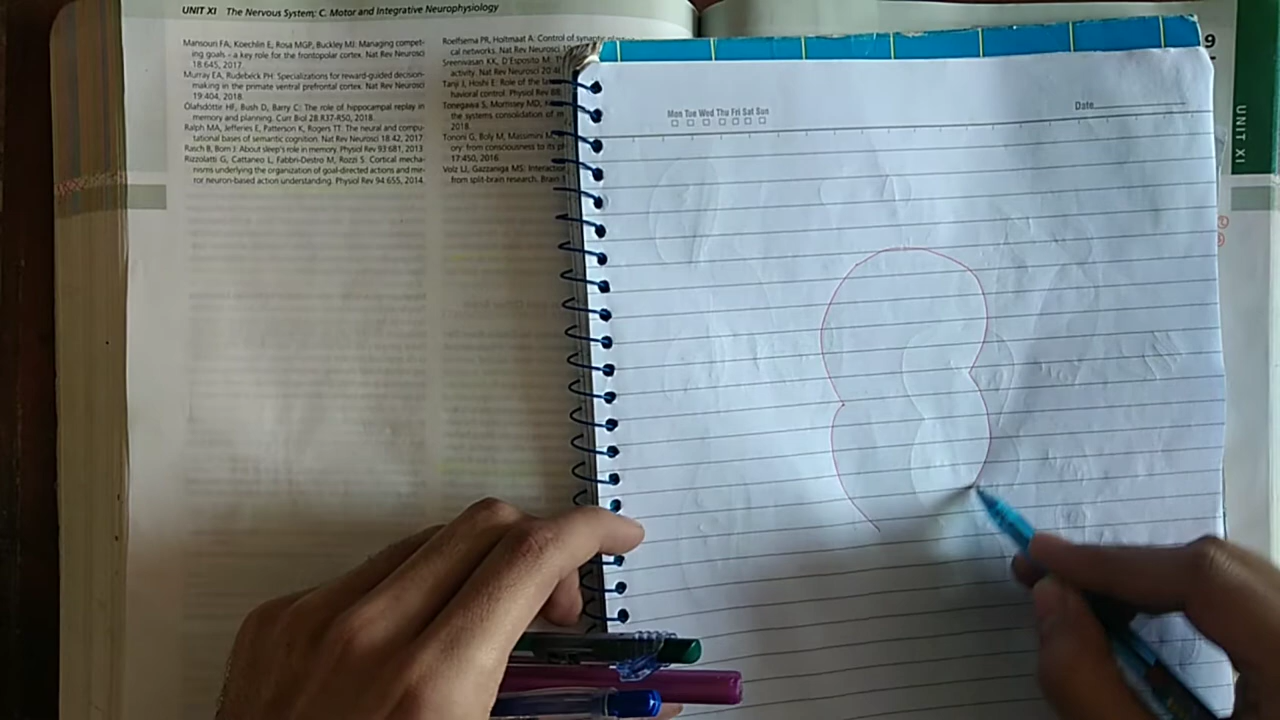 UNIT XI The Nervous System: C. Motor and Integrative Neurophysiology
Mansouri FA, Koechlin E, Rosa MGP, Buckley MJ: Managing compet-
ing goals – a key role for the frontopolar cortex. Nat Rev Neurosci
18:645, 2017.
Murray EA, Rudebeck PH: Specializations for reward-guided decision-
making in the primate ventral prefrontal cortex. Nat Rev Neurosci
19:404, 2018.
Ólafsdóttir HF, Bush D, Barry C: The role of hippocampal replay in
memory and planning. Curr Biol 28:R37-R50, 2018.
Ralph MA, Jefferies E, Patterson K, Rogers TT: The neural and compu-
tational bases of semantic cognition. Nat Rev Neurosci 18:42, 2017.
Rasch B, Born J: About sleep's role in memory. Physiol Rev 93:681, 2013
Rizzolatti G, Cattaneo L, Fabbri-Destro M, Rozzi S: Cortical mecha-
nisms underlying the organization of goal-directed actions and mir-
ror neuron-based action understanding. Physiol Rev 94:655, 2014.
Roelfsema PR, Holtmaat A: Control of synaptic
cal networks. Nat Rev Neurosci
Sreenivasan KK, D'Esposito M:
activity. Nat Rev Neurosci 20:
Tanji J, Hoshi E: Role of the
havioral control. Physiol Rev 88
Tonegawa S, Morrissey MD,
the systems consolidation of
2018.
Tononi G, Boly M, Massimini M,
ory: from consciousness to its
17:450, 2016.
Volz LJ, Gazzaniga MS: Interaction
from split-brain research. Brain
Mon Tue Wed Thu Fri Sat Sun
Date
9
UNIT XI